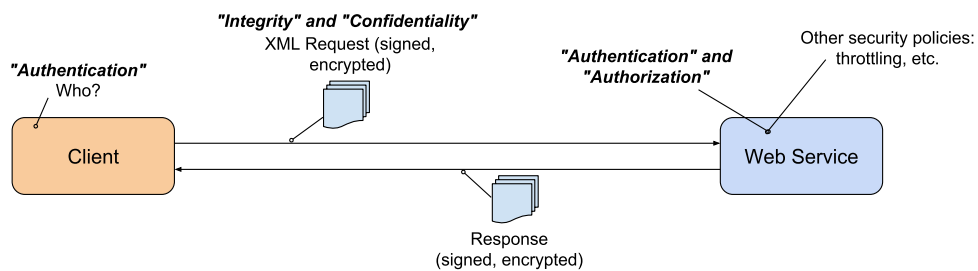 "Integrity" and "Confidentiality"
XML Request (signed,
encrypted)
"Authentication"
Who?
"Authentication" and
"Authorization"
Other security policies:
throttling, etc.
Client
Web Service
Response
(signed, encrypted)